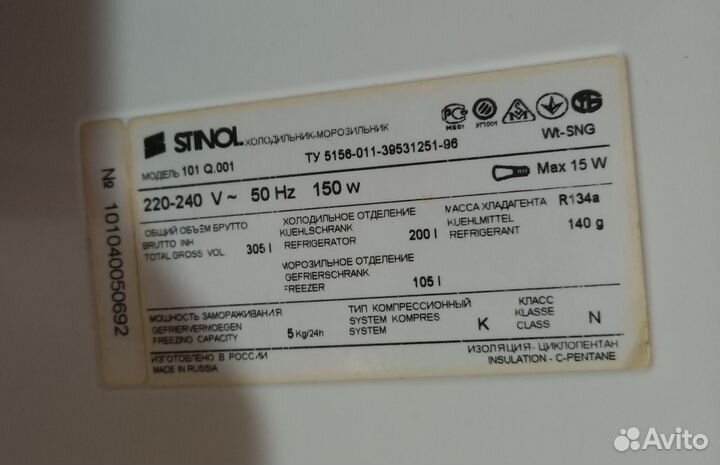 № 101040050692
STINOL ХОЛОДИЛЬНИК-МОРОЗИЛЬНИК
МОДЕЛЬ 101 Q.001
ТУ 5156-011-39531251-96
МБ01
УП001
Wt-SNG
220-240 V ~ 50 Hz 150 W
Max 15 W
ОБЩИЙ ОБЪЕМ БРУТТО
BRUTTO INH
TOTAL GROSS VOL
305 l
ХОЛОДИЛЬНОЕ ОТДЕЛЕНИЕ
KUEHLSCHRANK
REFRIGERATOR
200 l
МАССА ХЛАДАГЕНТА
KUEHLMITTEL
REFRIGERANT
R134a
140 g
МОРОЗИЛЬНОЕ ОТДЕЛЕНИЕ
GEFRIERSCHRANK
FREEZER
105 l
МОЩНОСТЬ ЗАМОРАЖИВАНИЯ
GEFRIERVERMOEGEN
FREEZING CAPACITY
5 Kg/24h
ТИП КОМПРЕССИОННЫЙ
SYSTEM KOMPRES
SYSTEM
K
КЛАСС
KLASSE
CLASS
N
ИЗГОТОВЛЕНО В РОССИИ
MADE IN RUSSIA
ИЗОЛЯЦИЯ- ЦИКЛОПЕНТАН
INSULATION - C-PENTANE
Avito